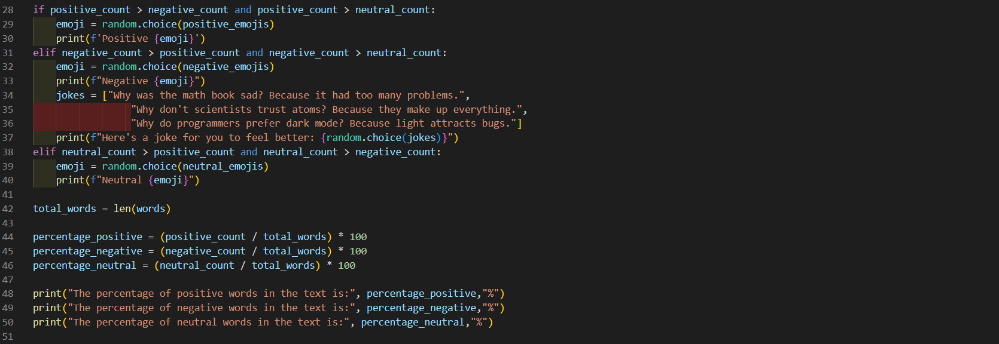 28 if positive_count > negative_count and positive_count > neutral_count:
29     emoji = random.choice(positive_emojis)
30     print(f'Positive {emoji}')
31 elif negative_count > positive_count and negative_count > neutral_count:
32     emoji = random.choice(negative_emojis)
33     print(f"Negative {emoji}")
34     jokes = ["Why was the math book sad? Because it had too many problems.",
35                  "Why don't scientists trust atoms? Because they make up everything.",
36                  "Why do programmers prefer dark mode? Because light attracts bugs."]
37     print(f"Here's a joke for you to feel better: {random.choice(jokes)}")
38 elif neutral_count > positive_count and neutral_count > negative_count:
39     emoji = random.choice(neutral_emojis)
40     print(f"Neutral {emoji}")
41
42 total_words = len(words)
43
44 percentage_positive = (positive_count / total_words) * 100
45 percentage_negative = (negative_count / total_words) * 100
46 percentage_neutral = (neutral_count / total_words) * 100
47
48 print("The percentage of positive words in the text is:", percentage_positive,"%")
49 print("The percentage of negative words in the text is:", percentage_negative,"%")
50 print("The percentage of neutral words in the text is:", percentage_neutral,"%")
51